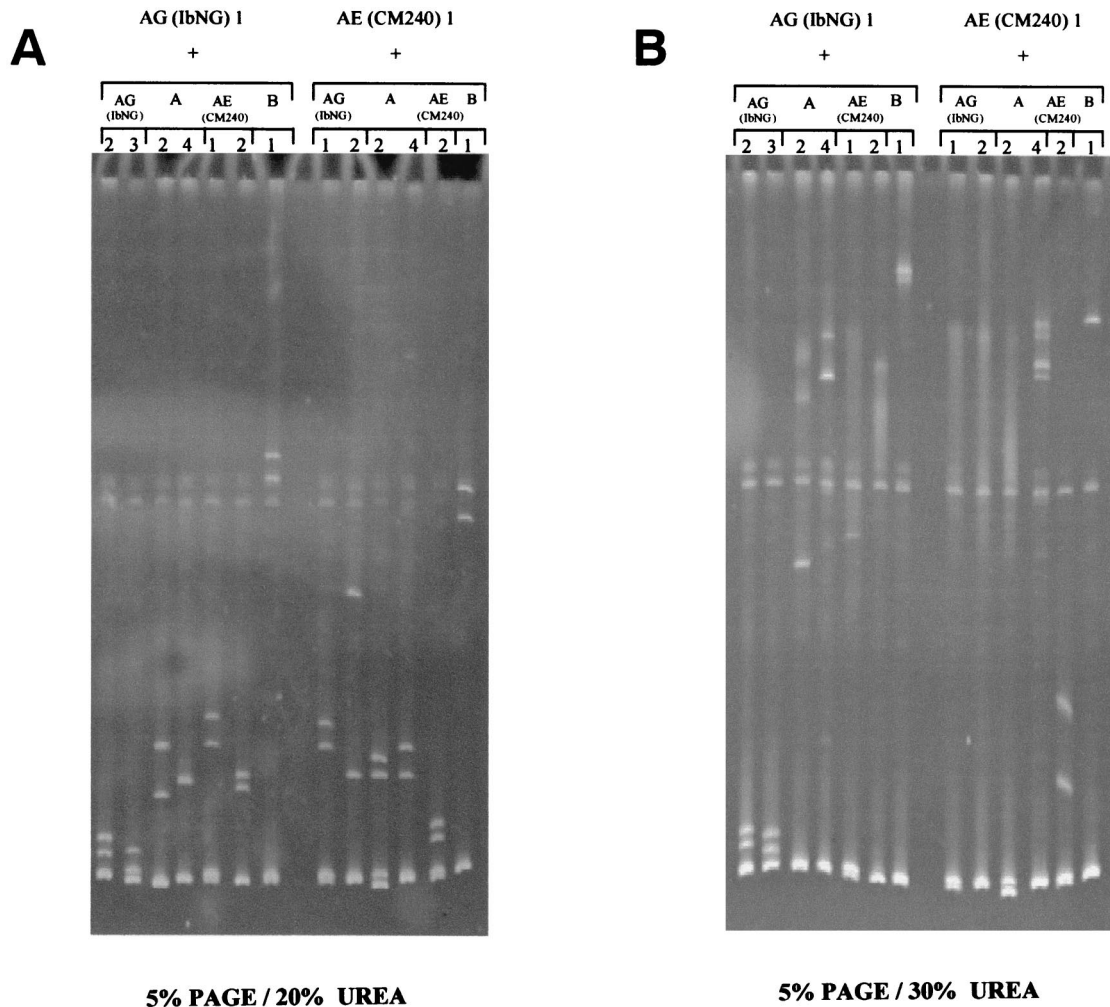 A
AG (IbNG) 1
AE (CM240) 1
+
+
AG
A
AE
B
AG
A
AE
B
(IbNG)
(CM240)
(IbNG)
(CM240)
2 3 2 4 1 2 1
1 2 2 4 2 1
5% PAGE / 20% UREA
B
AG (IbNG) 1
AE (CM240) 1
+
+
AG
A
AE
B
AG
A
AE
B
(IbNG)
(CM240)
(IbNG)
(CM240)
2 3 2 4 1 2 1
1 2 2 4 2 1
5% PAGE / 30% UREA